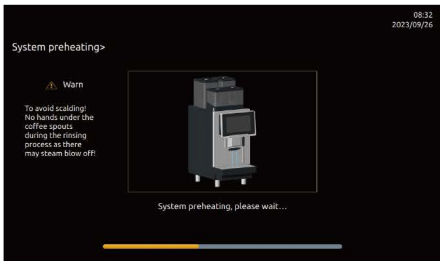 08:32
2023/09/26
System preheating>
Warn
To avoid scalding!
No hands under the
coffee spouts
during the rinsing
process as there
may steam blow off!
System preheating, please wait...